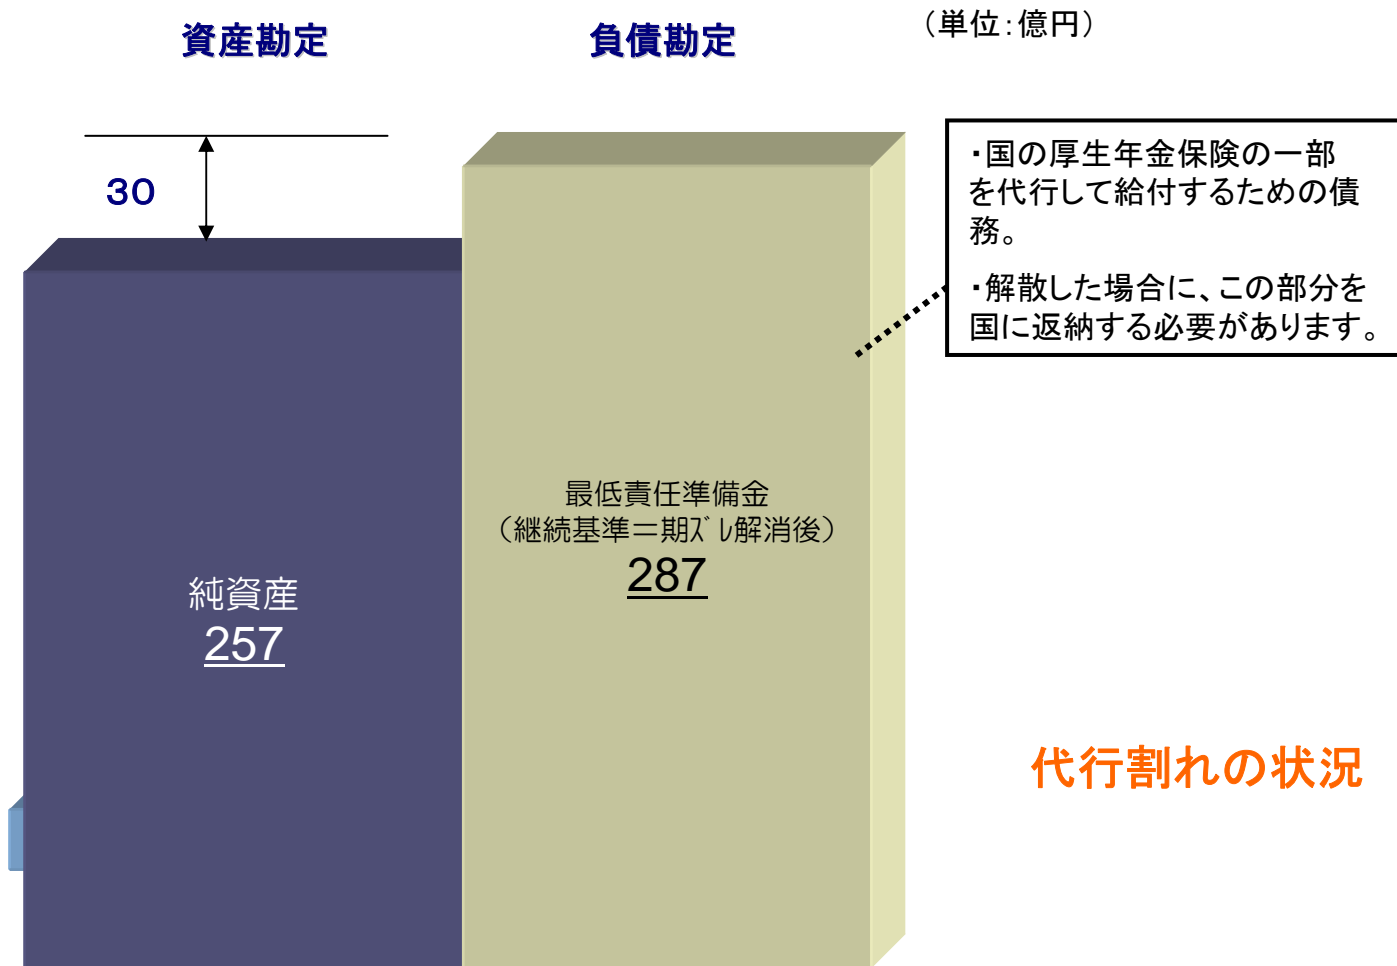 資産勘定
負債勘定
（単位：億円）
30
・国の厚生年金保険の一部
を代行して給付するための債
務。
・解散した場合に、この部分を
国に返納する必要があります。
最低責任準備金
（継続基準＝期ｽﾞﾚ解消後）
287
純資産
257
代行割れの状況